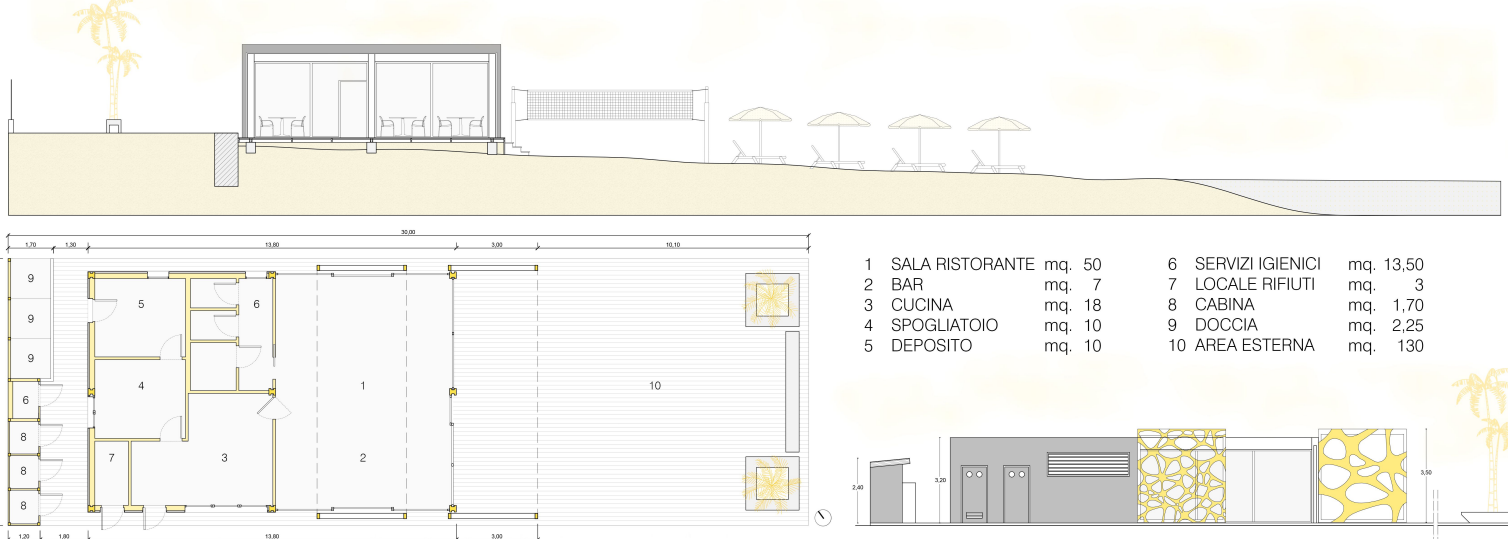 30,00
1,70 1,30 13,80 3,00 10,10
9
9
9
6
8
8
8
5
6
4
1
10
7
3
2
1,20 1,80 13,80 3,00
1 SALA RISTORANTE mq. 50
2 BAR mq. 7
3 CUCINA mq. 18
4 SPOGLIATOIO mq. 10
5 DEPOSITO mq. 10
6 SERVIZI IGIENICI mq. 13,50
7 LOCALE RIFIUTI mq. 3
8 CABINA mq. 1,70
9 DOCCIA mq. 2,25
10 AREA ESTERNA mq. 130
2,40
3,20
3,50